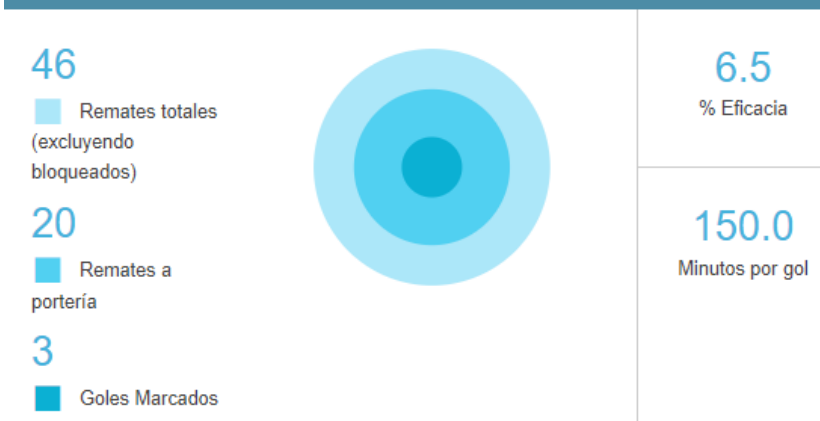 46
Remates totales
(excluyendo
bloqueados)
20
Remates a
portería
3
Goles Marcados
6.5
% Eficacia
150.0
Minutos por gol